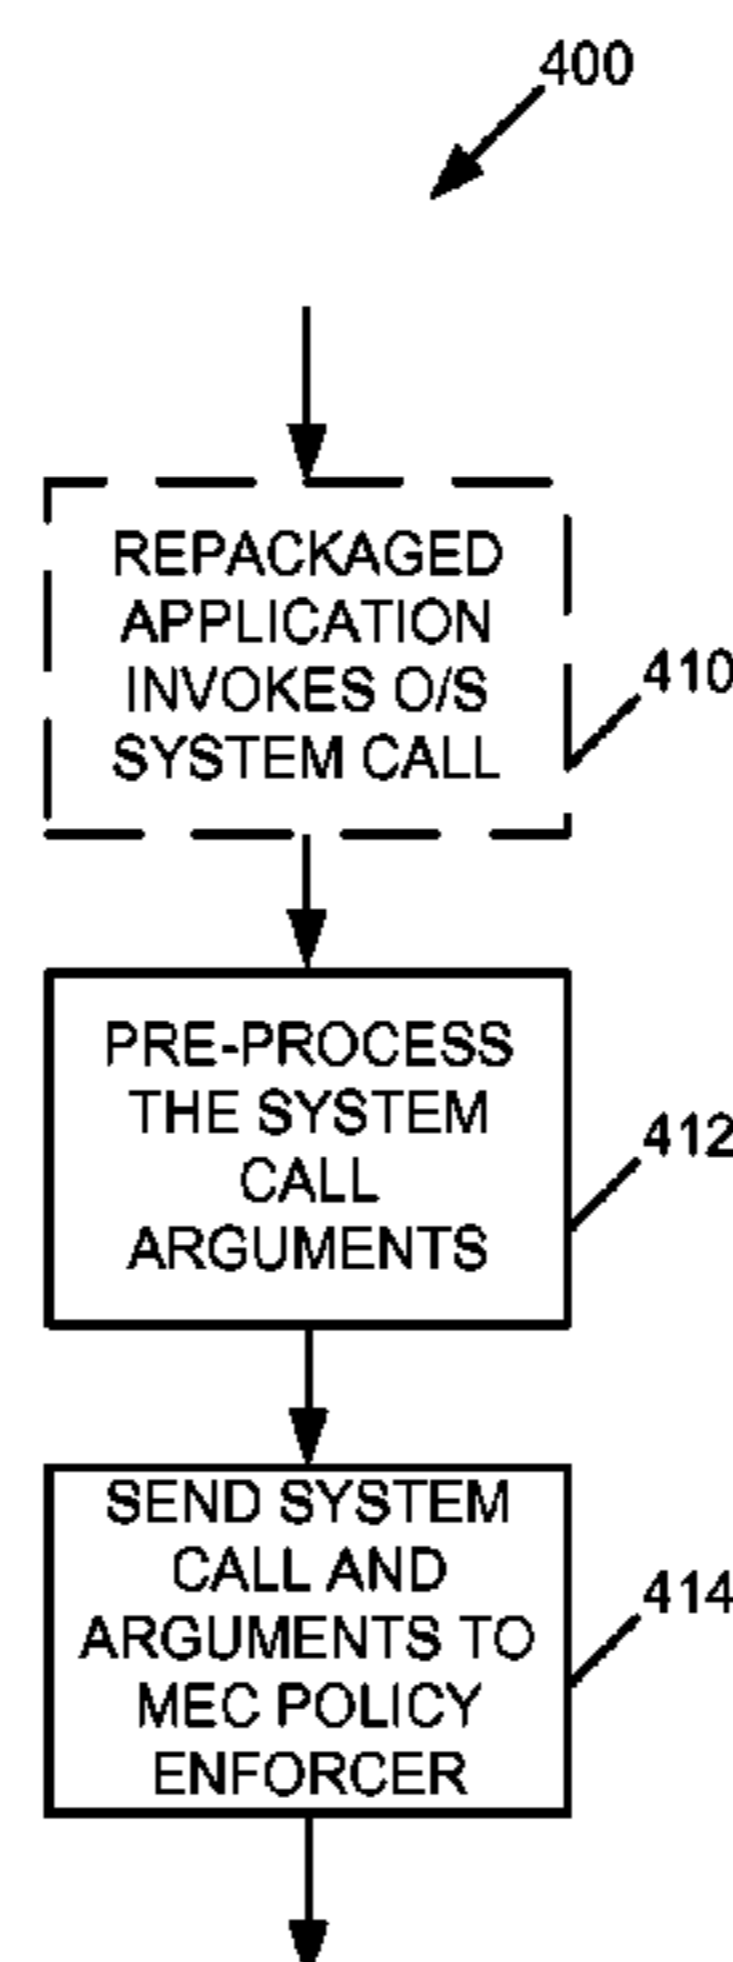 400
REPACKAGED
APPLICATION
INVOKES O/S
SYSTEM CALL
410
PRE-PROCESS
THE SYSTEM
CALL
ARGUMENTS
412
SEND SYSTEM
CALL AND
ARGUMENTS TO
MEC POLICY
ENFORCER
414